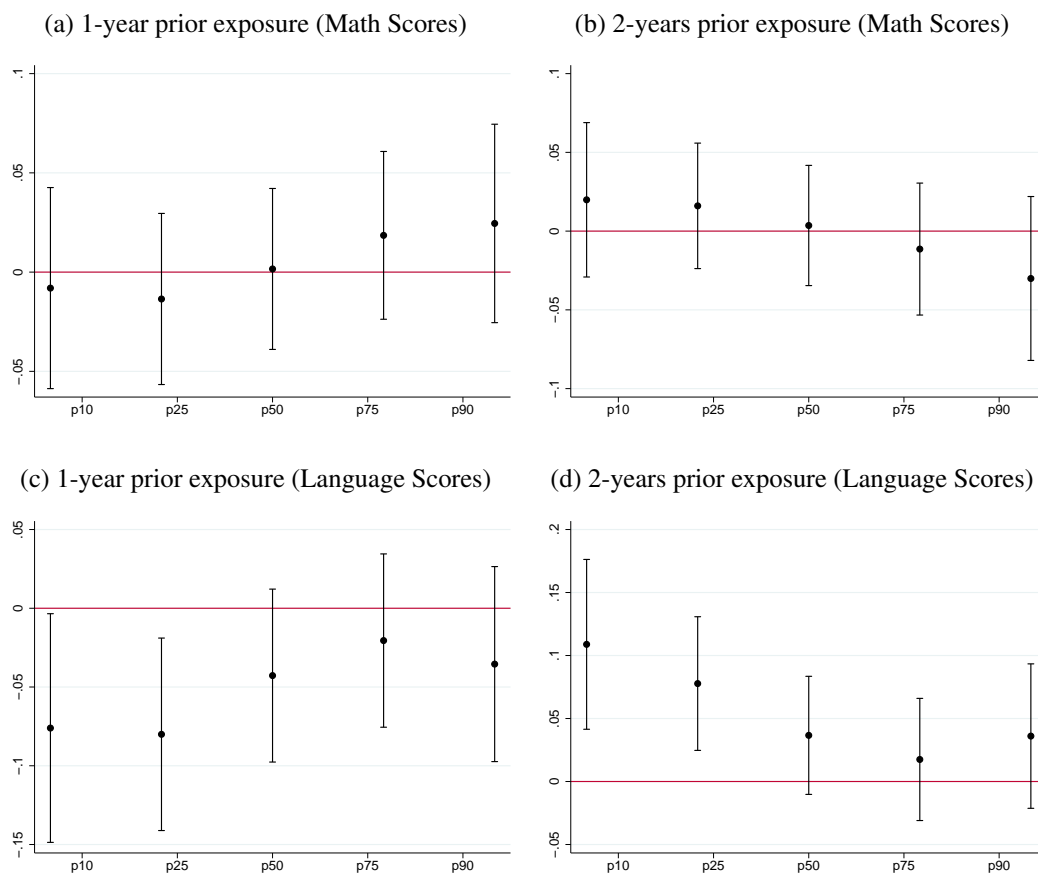 (a) 1-year prior exposure (Math Scores)
.1
.05
0
-.05
p10 p25 p50 p75 p90
(b) 2-years prior exposure (Math Scores)
.1
.05
0
-.05
-.1
p10 p25 p50 p75 p90
(c) 1-year prior exposure (Language Scores)
.05
0
-.05
-.1
-.15
p10 p25 p50 p75 p90
(d) 2-years prior exposure (Language Scores)
.2
.15
.1
.05
0
-.05
p10 p25 p50 p75 p90